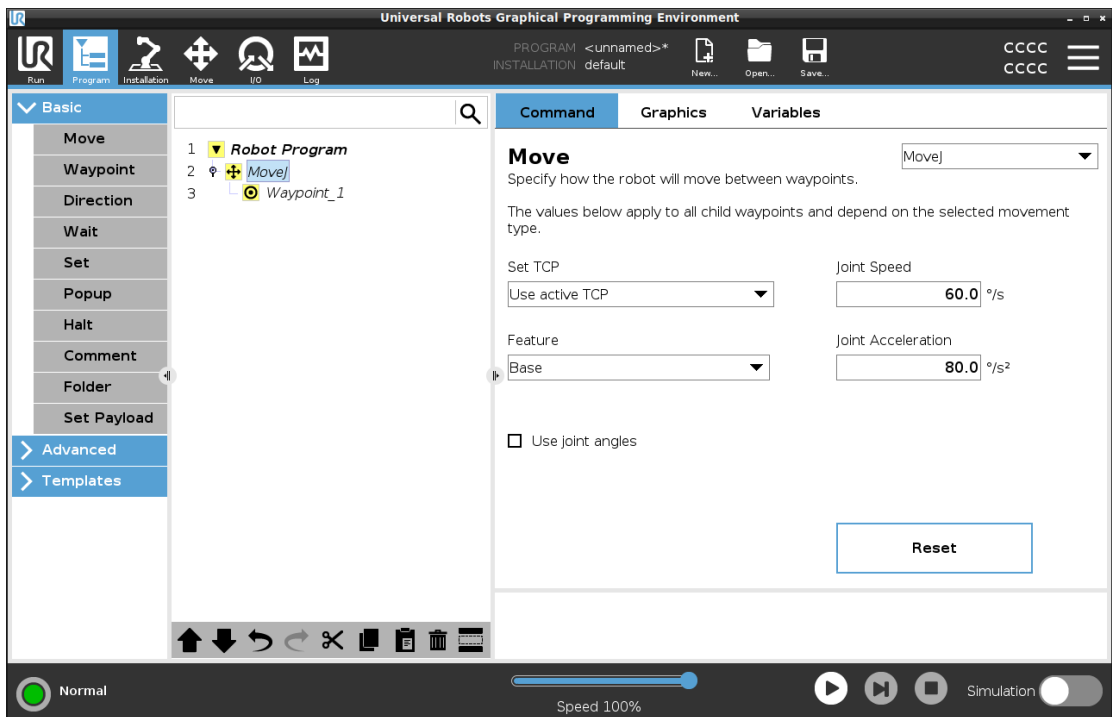 UR
Universal Robots Graphical Programming Environment
UR
Run
Program
Installation
Move
I/O
Log
PROGRAM <unnamed>*
INSTALLATION default
New...
Open...
Save...
CCCC
CCCC
Basic
Move
Waypoint
Direction
Wait
Set
Popup
Halt
Comment
Folder
Set Payload
Advanced
Templates
1 Robot Program
2 MoveJ
3 Waypoint_1
Command Graphics Variables
Move
MoveJ
Specify how the robot will move between waypoints.
The values below apply to all child waypoints and depend on the selected movement
type.
Set TCP
Joint Speed
Use active TCP
60.0 °/s
Feature
Joint Acceleration
Base
80.0 °/s²
Use joint angles
Reset
Normal
Speed 100%
Simulation